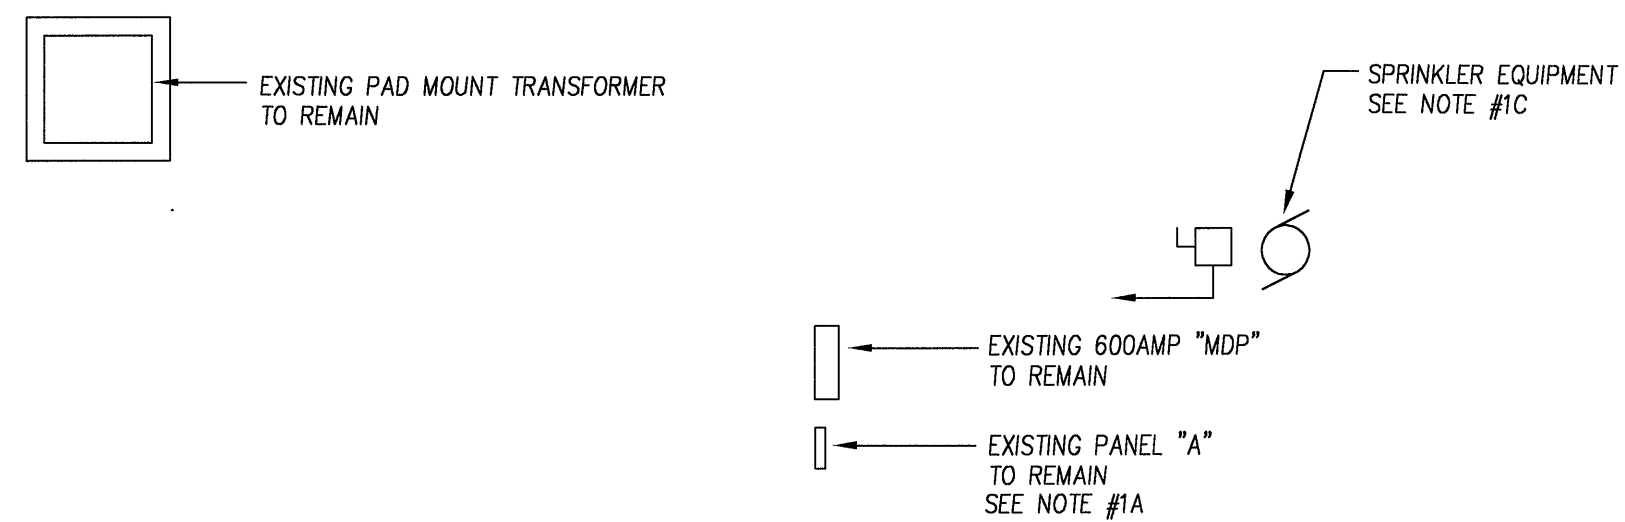 EXISTING PAD MOUNT TRANSFORMER
TO REMAIN
SPRINKLER EQUIPMENT
SEE NOTE #1C
EXISTING 600AMP "MDP"
TO REMAIN
EXISTING PANEL "A"
TO REMAIN
SEE NOTE #1A